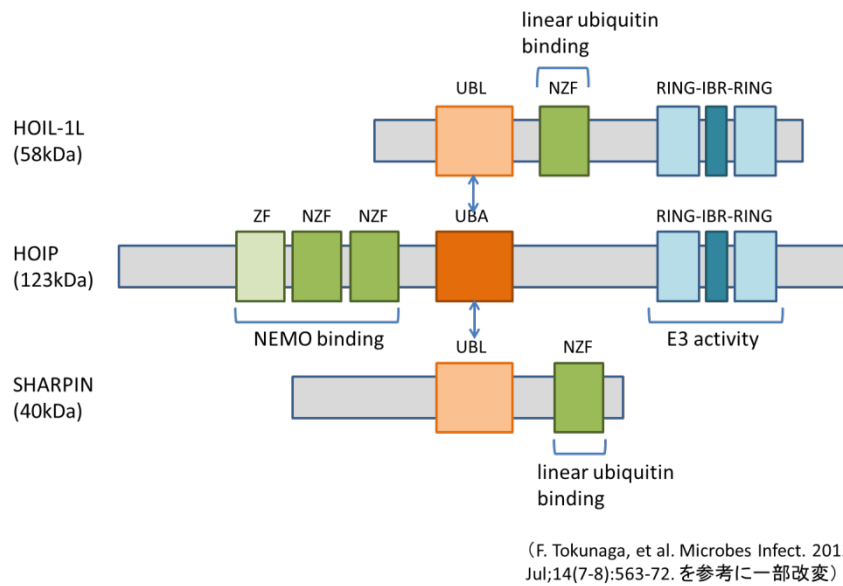 linear ubiquitin
binding
UBL
NZF
RING-IBR-RING
HOIL-1L
(58kDa)
ZF
NZF
NZF
UBA
RING-IBR-RING
HOIP
(123kDa)
NEMO binding
E3 activity
UBL
NZF
SHARPIN
(40kDa)
linear ubiquitin
binding
(F. Tokunaga, et al. Microbes Infect. 201
Jul;14(7-8):563-72. を参考に一部改変)